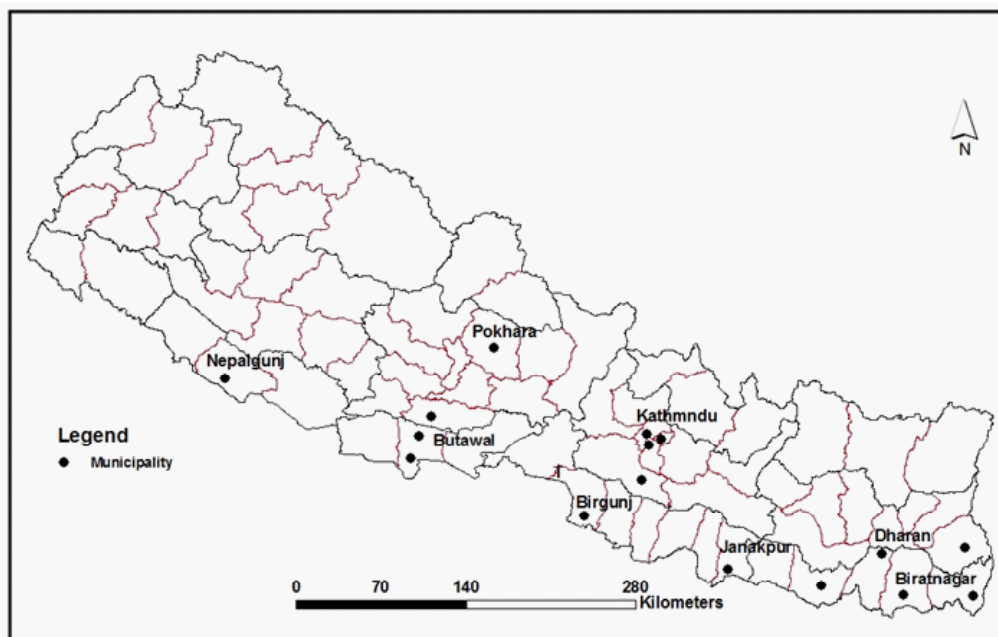 N
Pokhara
Nepalgunj
Kathmndu
Legend
Butawal
Municipality
Birgunj
Dharan
Janakpur
Biratnagar
0 70 140 280
Kilometers